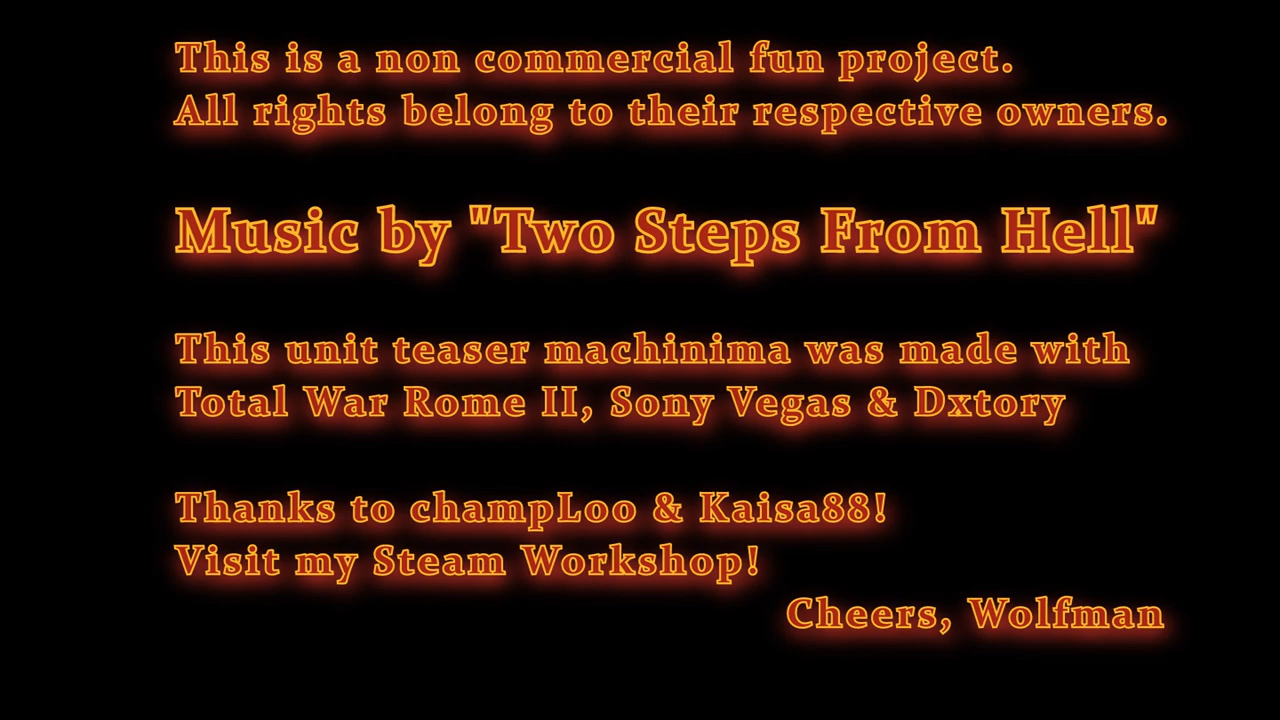 This is a non commercial fun project.
All rights belong to their respective owners.
Music by "Two Steps From Hell"
This unit teaser machinima was made with
Total War Rome II, Sony Vegas & Dxtory
Thanks to champLoo & Kaisa88!
Visit my Steam Workshop!
Cheers, Wolfman